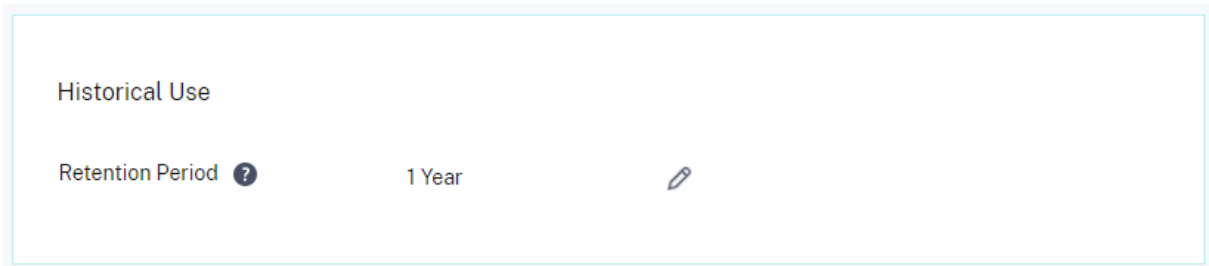 Historical Use
Retention Period ?
1 Year